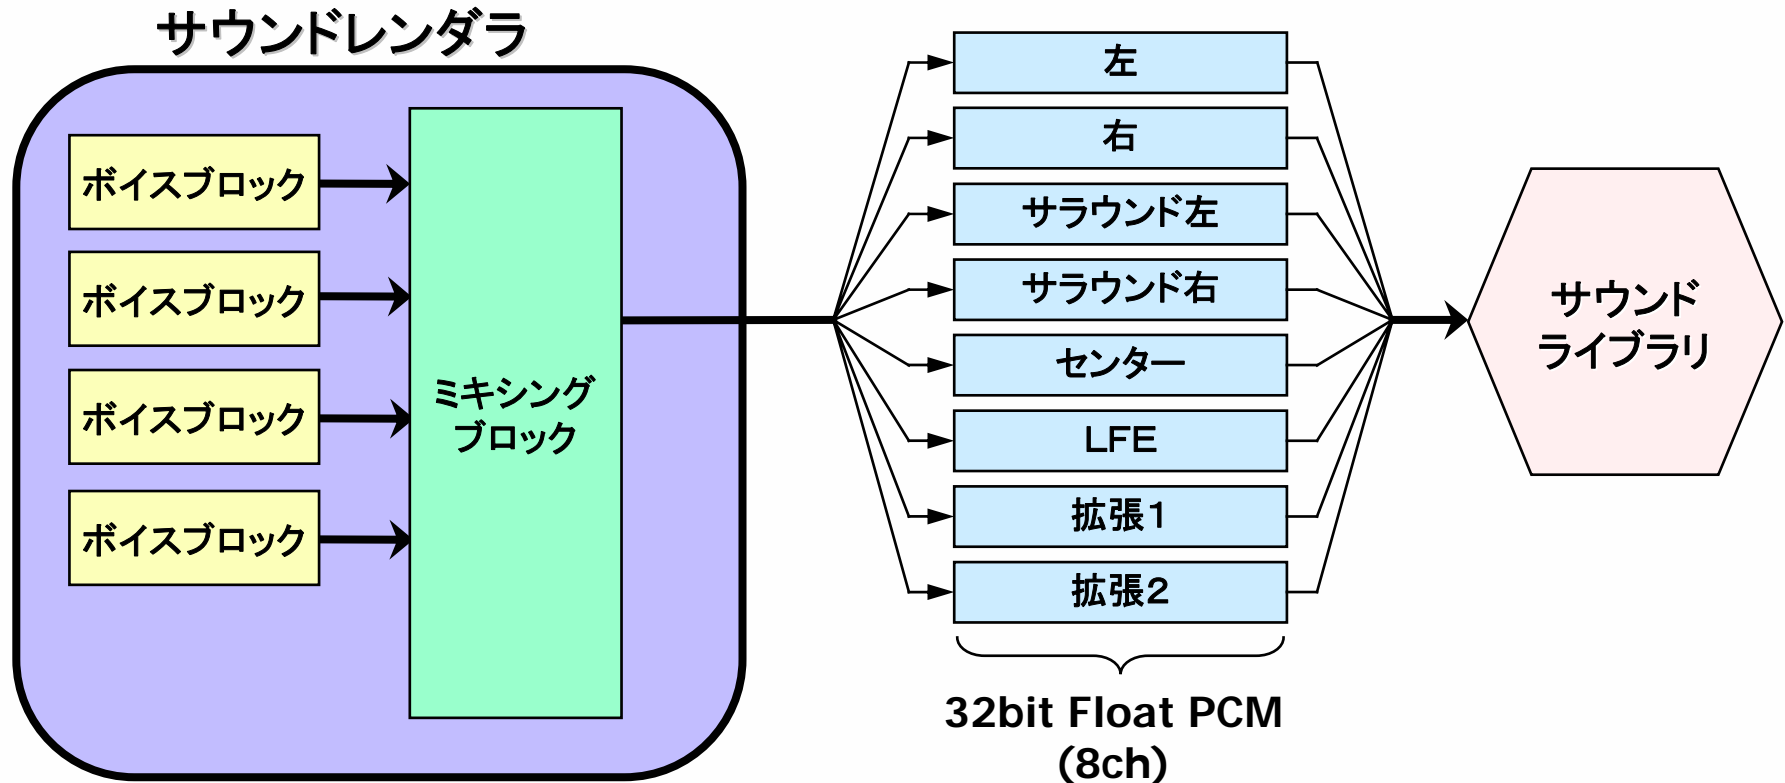 サウンドレンダラ
ボイスブロック
ボイスブロック
ボイスブロック
ボイスブロック
ミキシング
ブロック
左
右
サラウンド左
サラウンド右
センター
LFE
拡張1
拡張2
32bit Float PCM
(8ch)
サウンド
ライブラリ